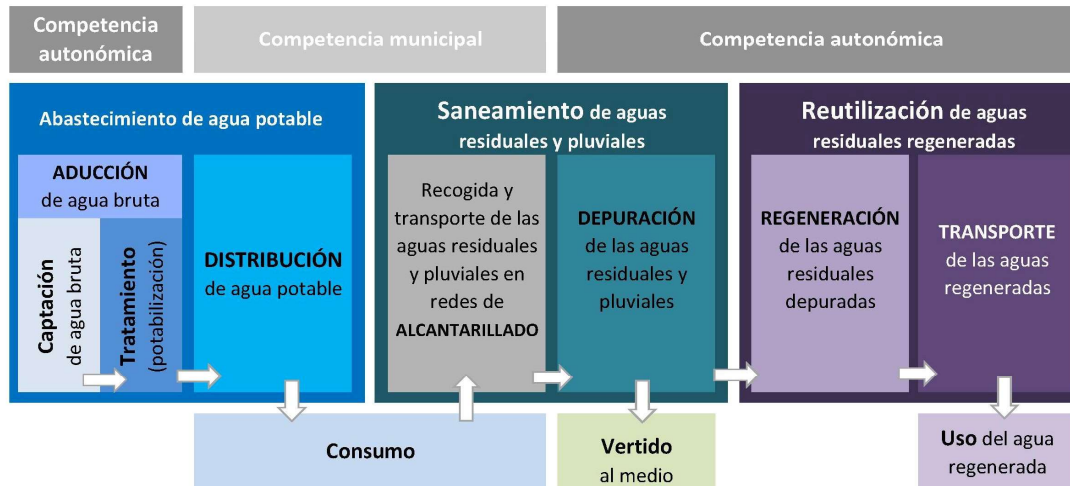 Competencia
autonómica
Competencia municipal
Competencia autonómica
Abastecimiento de agua potable
Saneamiento de aguas
residuales y pluviales
Reutilización de aguas
residuales regeneradas
ADUCCIÓN
de agua bruta
Captación
de agua bruta
Tratamiento
(potabilización)
DISTRIBUCIÓN
de agua potable
Recogida y
transporte de las
aguas residuales
y pluviales en
redes de
ALCANTARILLADO
DEPURACIÓN
de las aguas
residuales y
pluviales
REGENERACIÓN
de las aguas
residuales
depuradas
TRANSPORTE
de las aguas
regeneradas
Consumo
Vertido
al medio
Uso del agua
regenerada